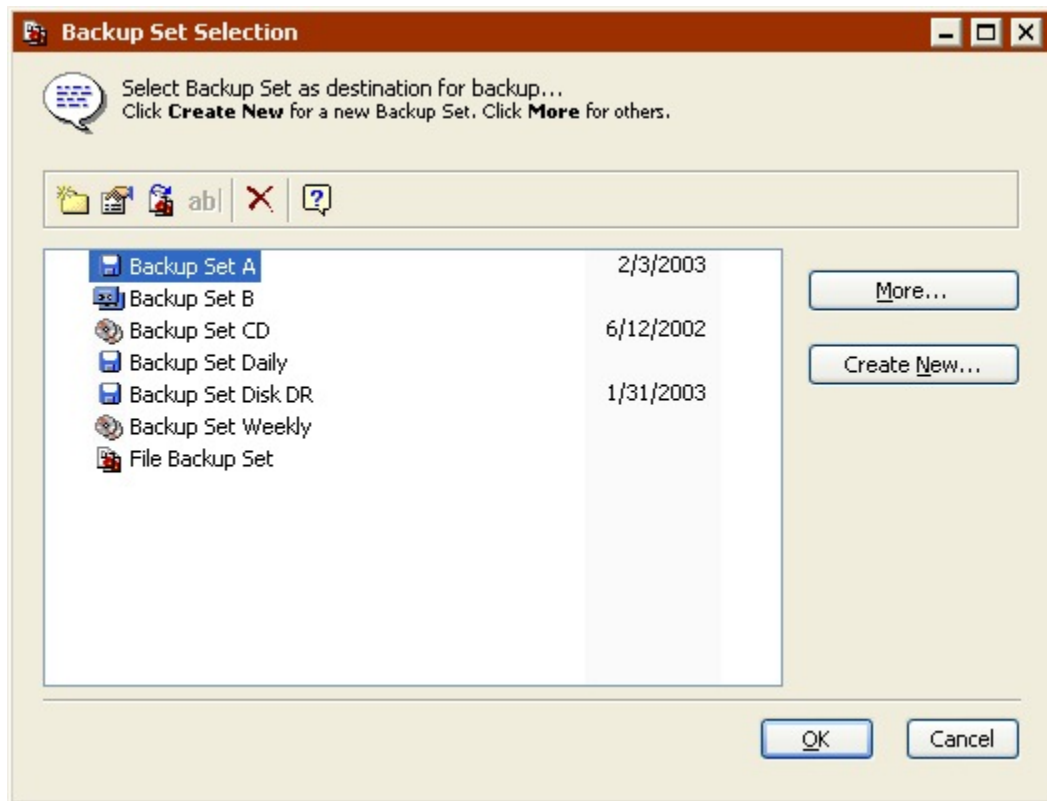 Backup Set Selection
Select Backup Set as destination for backup...
Click Create New for a new Backup Set. Click More for others.
ab|
Backup Set A 2/3/2003
Backup Set B
Backup Set CD 6/12/2002
Backup Set Daily
Backup Set Disk DR 1/31/2003
Backup Set Weekly
File Backup Set
More...
Create New...
OK Cancel